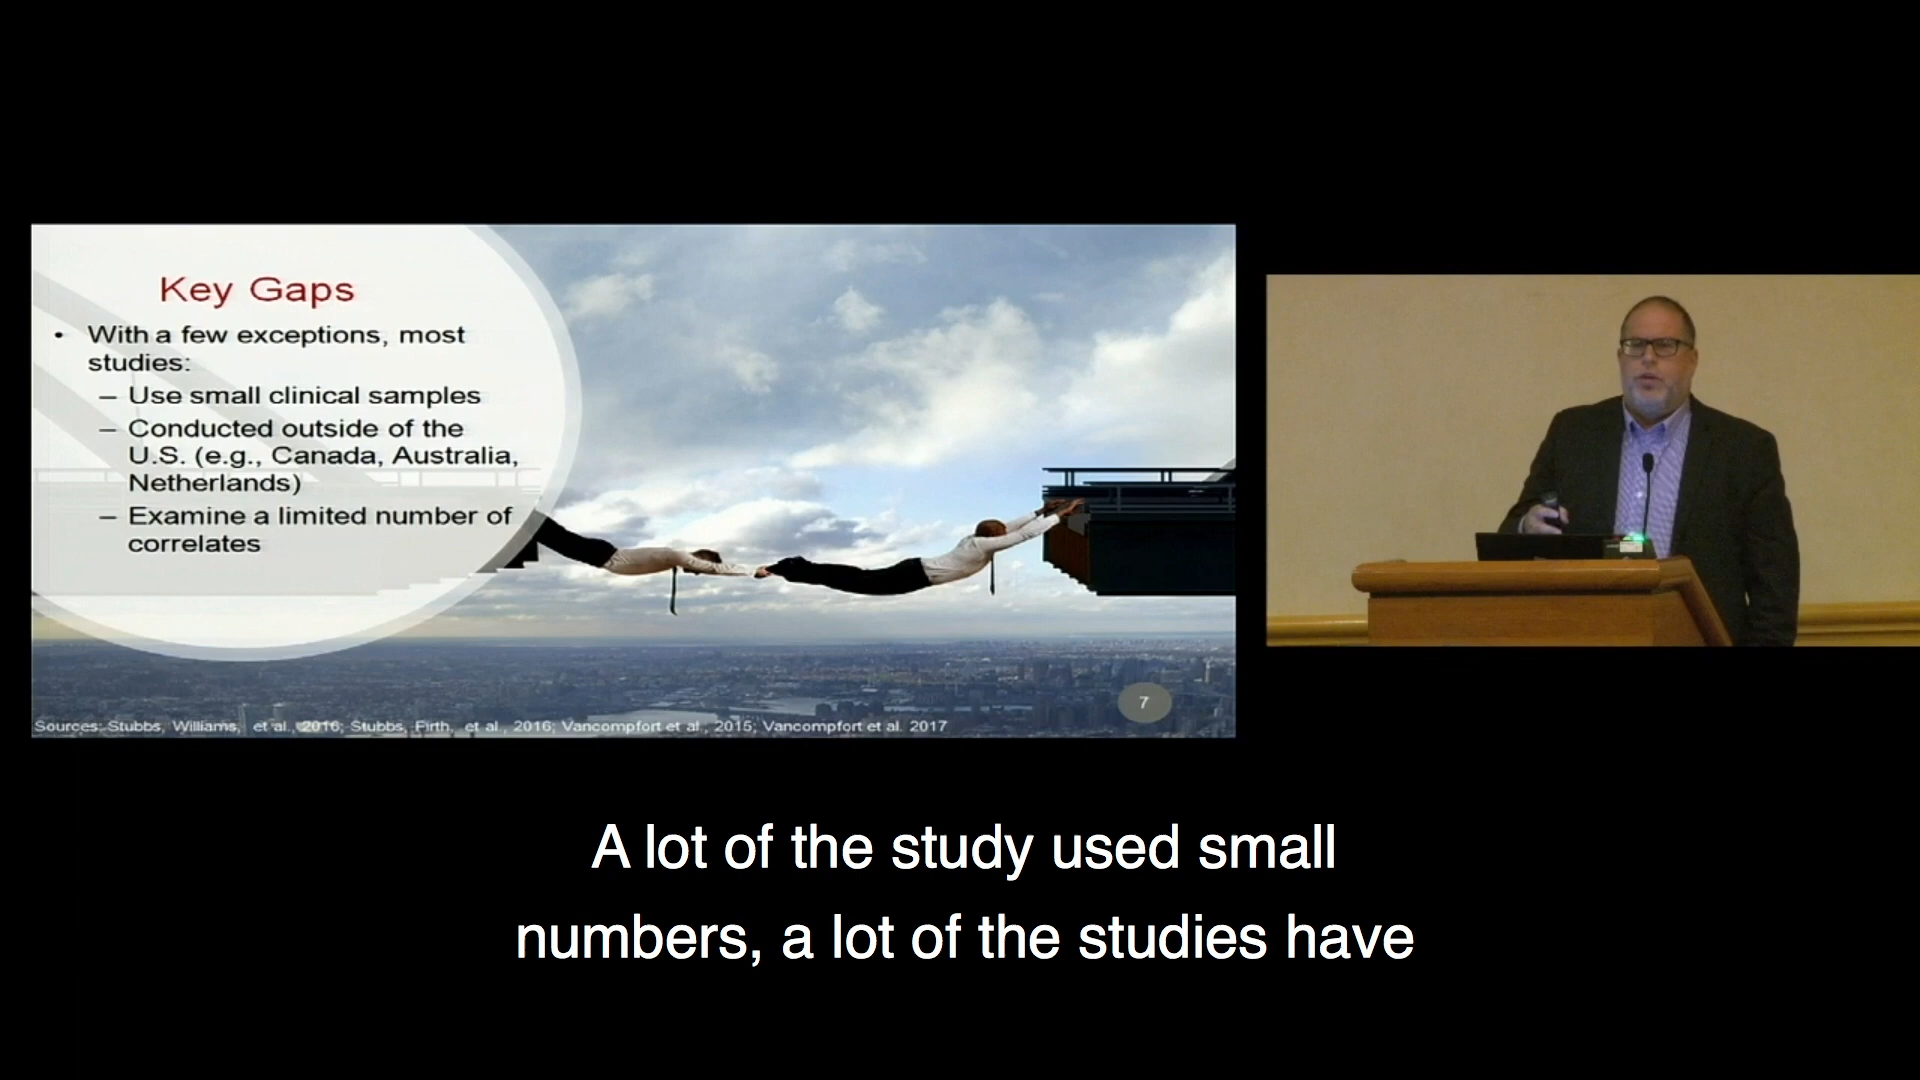 Key Gaps
• With a few exceptions, most
studies:
– Use small clinical samples
– Conducted outside of the
U.S. (e.g., Canada, Australia,
Netherlands)
– Examine a limited number of
correlates
Sources: Stubbs, Williams, et al., 2016; Stubbs, Firth, et al., 2016; Vancompfort et al., 2015; Vancompfort et al. 2017
7
A lot of the study used small
numbers, a lot of the studies have